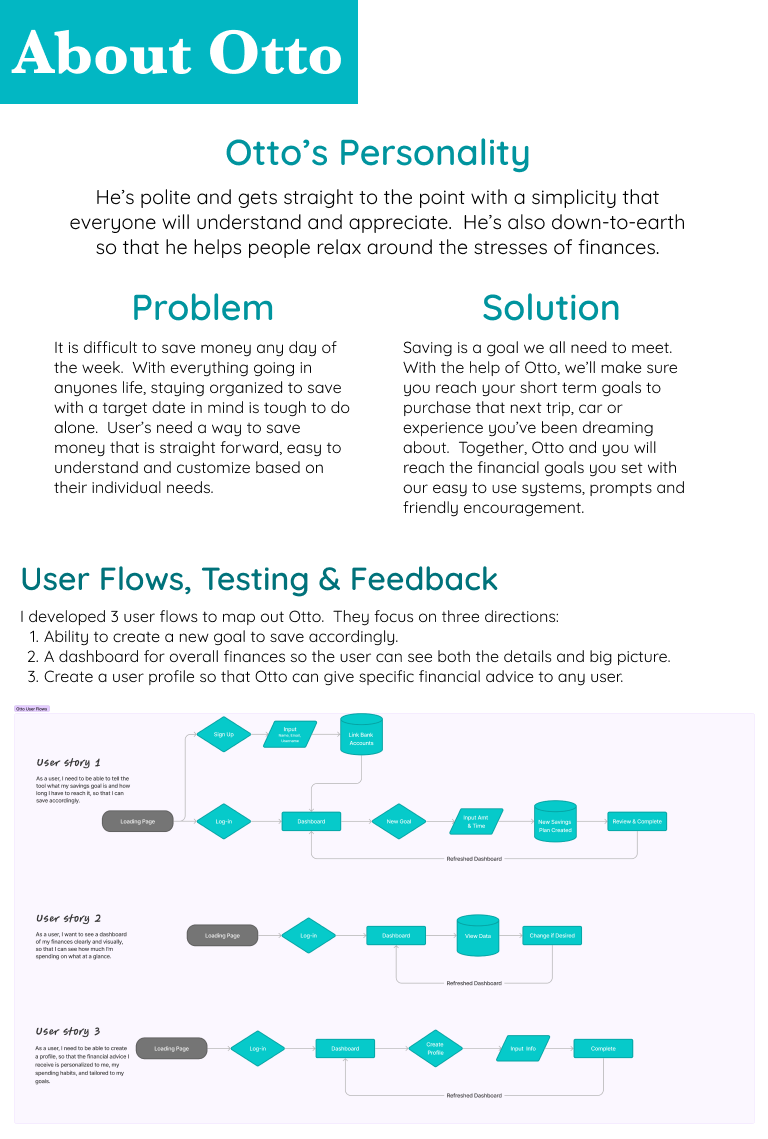 About Otto
Otto's Personality
He's polite and gets straight to the point with a simplicity that
everyone will understand and appreciate.  He's also down-to-earth
so that he helps people relax around the stresses of finances.
Problem
It is difficult to save money any day of
the week.  With everything going in
anyones life, staying organized to save
with a target date in mind is tough to do
alone.  User's need a way to save
money that is straight forward, easy to
understand and customize based on
their individual needs.
Solution
Saving is a goal we all need to meet.
With the help of Otto, we'll make sure
you reach your short term goals to
purchase that next trip, car or
experience you've been dreaming
about.  Together, Otto and you will
reach the financial goals you set with
our easy to use systems, prompts and
friendly encouragement.
User Flows, Testing & Feedback
I developed 3 user flows to map out Otto.  They focus on three directions:
1. Ability to create a new goal to save accordingly.
2. A dashboard for overall finances so the user can see both the details and big picture.
3. Create a user profile so that Otto can give specific financial advice to any user.
Otto User Flows
User story 1
As a user, I need to be able to tell the
tool what my savings goal is and how
long I have to reach it, so that I can
save accordingly.
Sign Up
Input
Name, Email,
Username
Link Bank
Accounts
Loading Page
Log-in
Dashboard
New Goal
Input Amt
& Time
New Savings
Plan Created
Review & Complete
Refreshed Dashboard
User story 2
As a user, I want to see a dashboard
of my finances clearly and visually,
so that I can see how much I'm
spending on what at a glance.
Loading Page
Log-in
Dashboard
View Data
Change if Desired
Refreshed Dashboard
User story 3
As a user, I need to be able to create
a profile, so that the financial advice I
receive is personalized to me, my
spending habits, and tailored to my
goals.
Loading Page
Log-in
Dashboard
Create
Profile
Input Info
Complete
Refreshed Dashboard